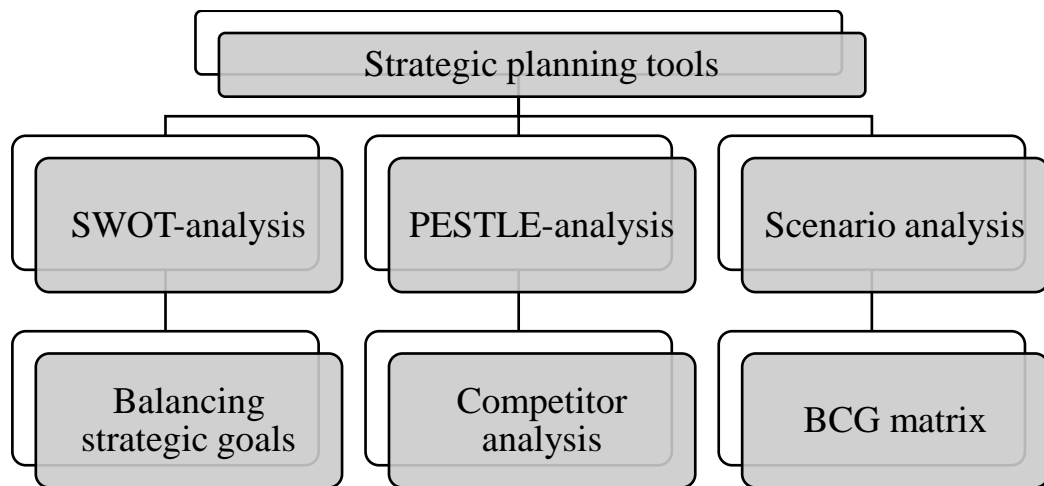 Strategic planning tools
SWOT-analysis
PESTLE-analysis
Scenario analysis
Balancing
strategic goals
Competitor
analysis
BCG matrix